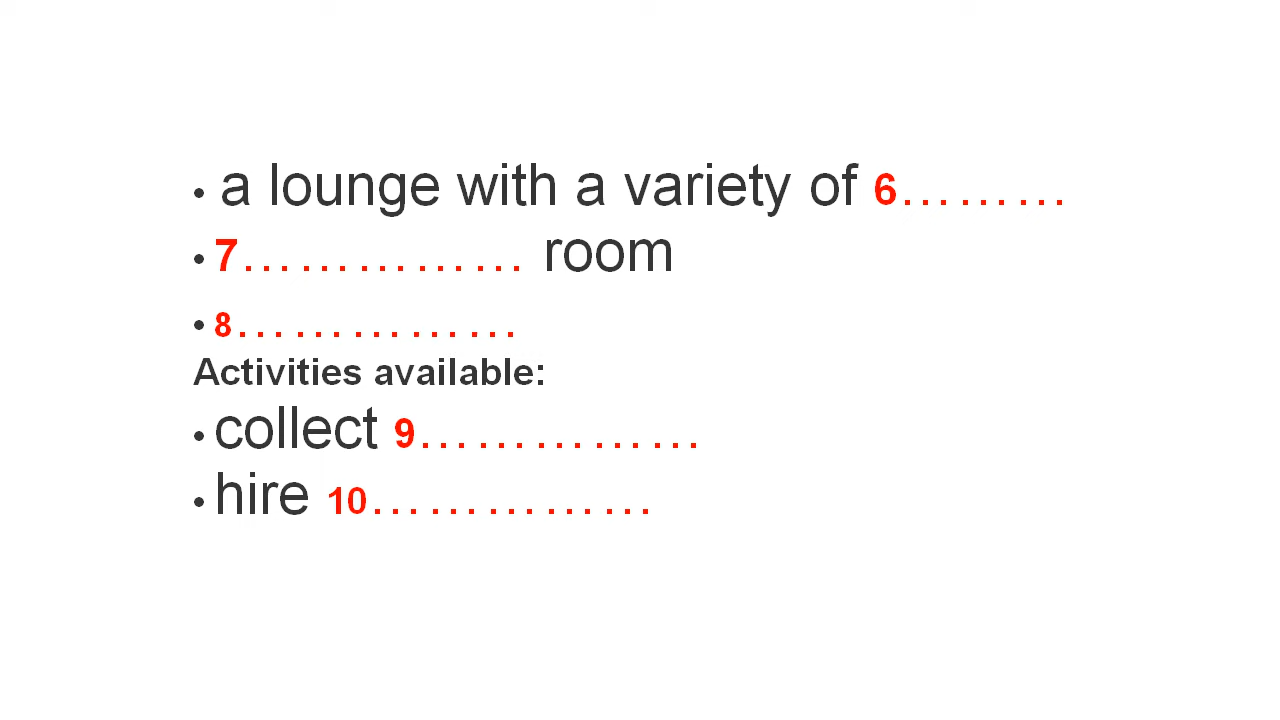 • a lounge with a variety of 6………
• 7…………… room
• 8……………
Activities available:
• collect 9……………
• hire 10……………